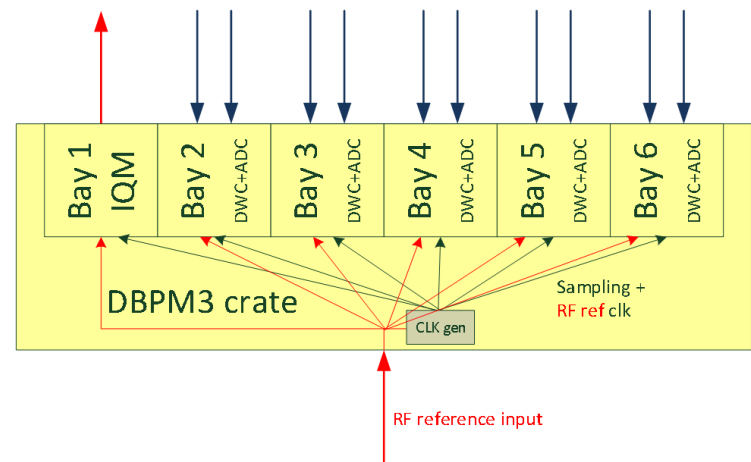 Bay 1
IQM
Bay 2
DWC+ADC
Bay 3
DWC+ADC
Bay 4
DWC+ADC
Bay 5
DWC+ADC
Bay 6
DWC+ADC
DBPM3 crate
CLK gen
Sampling +
RF ref clk
RF reference input